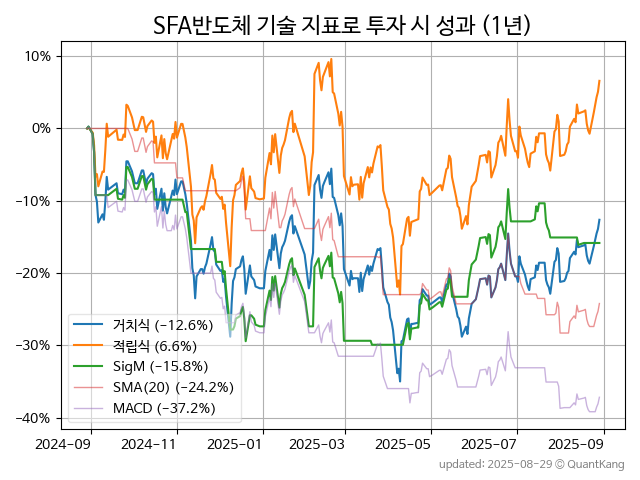 SFA반도체 기술 지표로 투자 시 성과 (1년)
10%
0%
−10%
−20%
−30%
−40%
거치식 (−12.6%)
적립식 (6.6%)
SigM (−15.8%)
SMA(20) (−24.2%)
MACD (−37.2%)
2024-09 2024-11 2025-01 2025-03 2025-05 2025-07 2025-09
updated: 2025-08-29 © QuantKang